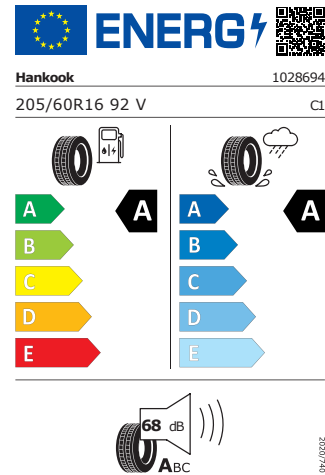 ENERG
Hankook 1028694
205/60R16 92 V C1
A A A A
B B
C C
D D
E E
68 dB
ABC
2020/740